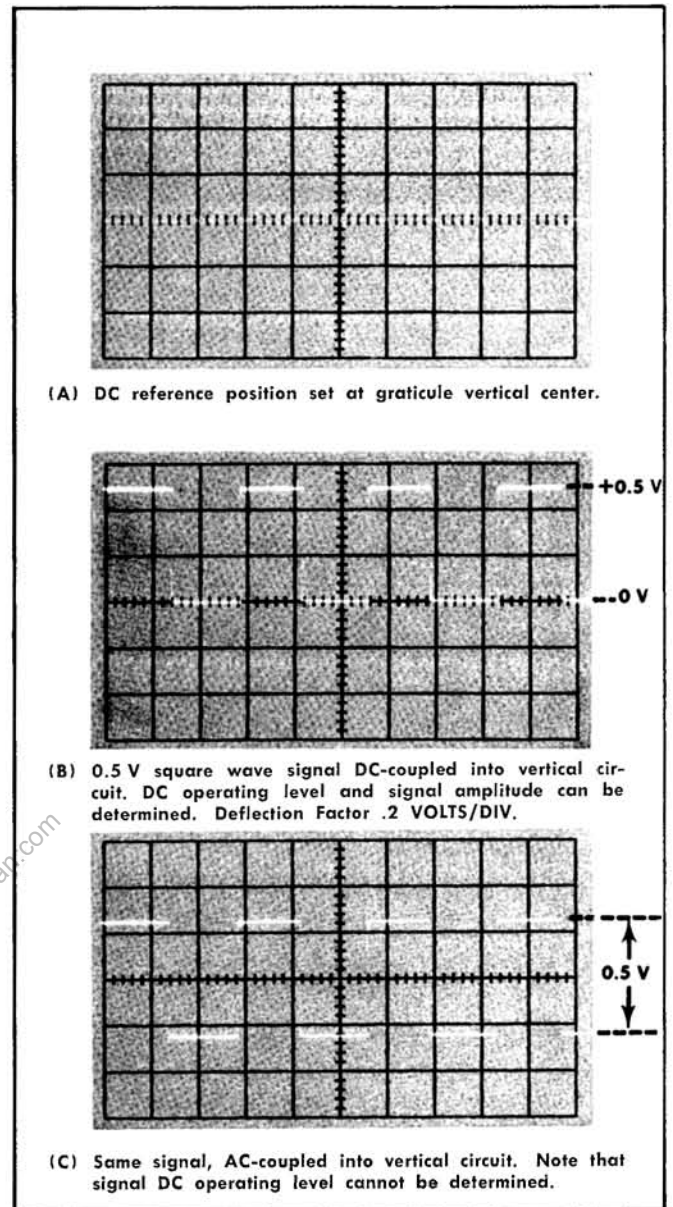 (A) DC reference position set at graticule vertical center.
+0.5 V
0 V
(B) 0.5 V square wave signal DC-coupled into vertical cir-
cuit. DC operating level and signal amplitude can be
determined. Deflection Factor .2 VOLTS/DIV.
0.5 V
(C) Same signal, AC-coupled into vertical circuit. Note that
signal DC operating level cannot be determined.